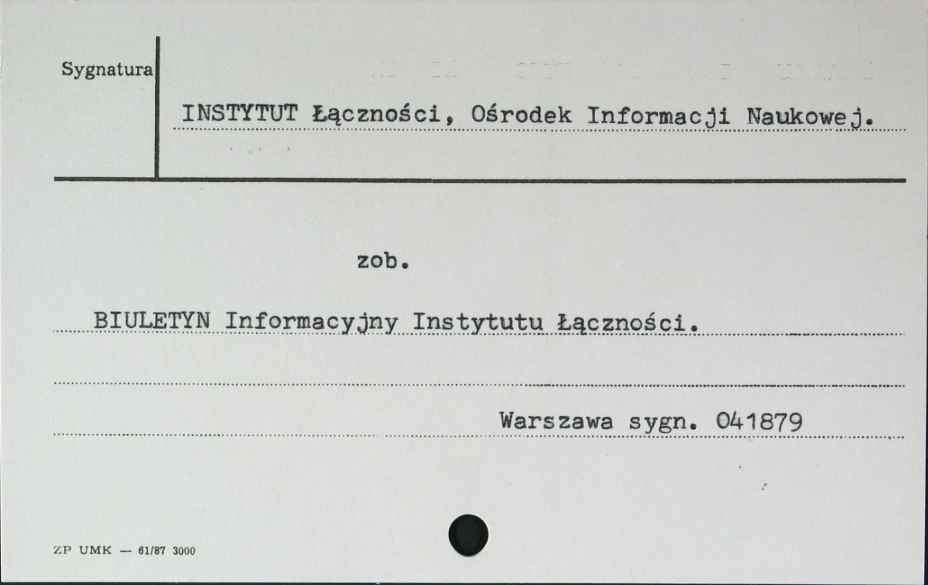 Sygnatura
INSTYTUT Łączności, Ośrodek Informacji Naukowej.
zob.
BIULETYN Informacyjny Instytutu Łączności.
Warszawa sygn. 041879
ZP UMK — 61/87 3000